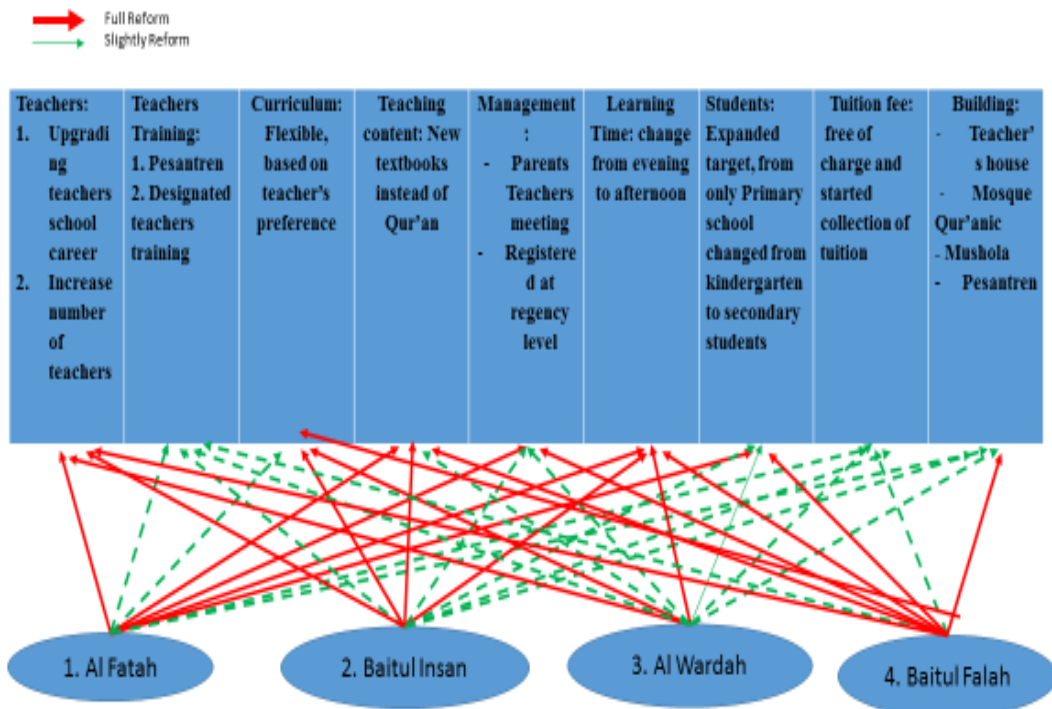 Full Reform
Slightly Reform
Teachers:
1. Upgradi
ng
teachers
school
career
2. Increase
number
of
teachers
Teachers
Training:
1. Pesantren
2. Designated
teachers
training
Curriculum:
Flexible,
based on
teacher's
preference
Teaching
content: New
textbooks
instead of
Qur'an
Management
:
- Parents
Teachers
meeting
- Registere
d at
regency
level
Learning
Time: change
from evening
to afternoon
Students:
Expanded
target, from
only Primary
school
changed from
kindergarten
to secondary
students
Tuition fee:
free of
charge and
started
collection of
tuition
Building:
- Teacher'
s house
- Mosque
Qur'anic
- Mushola
- Pesantren
1. Al Fatah
2. Baitul Insan
3. Al Wardah
4. Baitul Falah